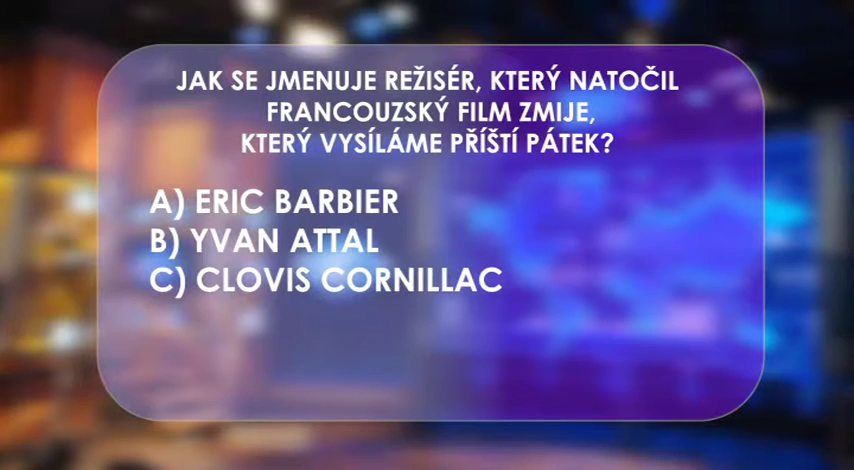 JAK SE JMENUJE REŽISÉR, KTERÝ NATOČIL
FRANCOUZSKÝ FILM ZMIJE,
KTERÝ VYSÍLÁME PŘÍŠTÍ PÁTEK?
A) ERIC BARBIER
B) YVAN ATTAL
C) CLOVIS CORNILLAC